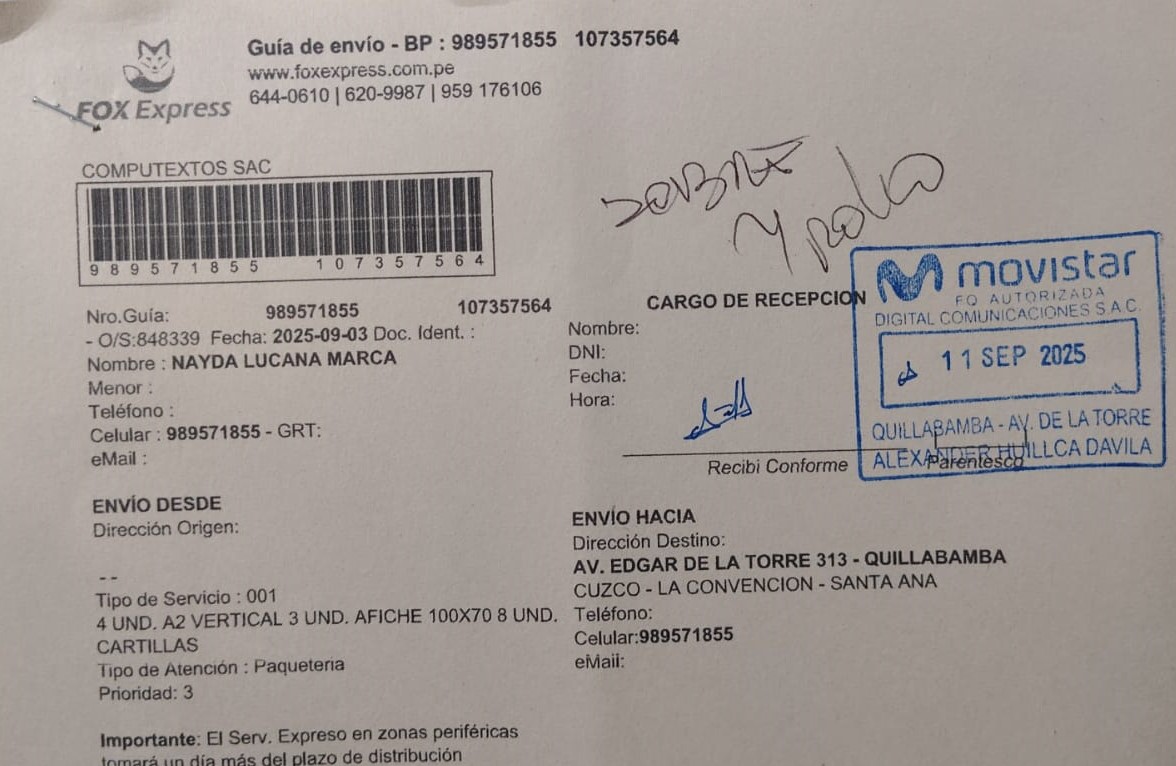 Guía de envío - BP : 989571855 107357564
www.foxexpress.com.pe
644-0610 | 620-9987 | 959 176106
FOX Express
COMPUTEXTOS SAC
989571855 107357564
Nro.Guía: 989571855 107357564
- O/S:848339 Fecha: 2025-09-03 Doc. Ident. :
Nombre : NAYDA LUCANA MARCA
Menor :
Teléfono :
Celular : 989571855 - GRT:
eMail :
ENVÍO DESDE
Dirección Origen:
- -
Tipo de Servicio : 001
4 UND. A2 VERTICAL 3 UND. AFICHE 100X70 8 UND.
CARTILLAS
Tipo de Atención : Paqueteria
Prioridad: 3
Importante: El Serv. Expreso en zonas periféricas
tomará un día más del plazo de distribución
CARGO DE RECEPCION
Nombre:
DNI:
Fecha:
Hora:
Recibi Conforme
Parentesco
movistar
FQ AUTORIZADA
DIGITAL COMUNICACIONES S.A.C.
11 SEP 2025
QUILLABAMBA - AV. DE LA TORRE
ALEXANDER HUILLCA DAVILA
ENVÍO HACIA
Dirección Destino:
AV. EDGAR DE LA TORRE 313 - QUILLABAMBA
CUZCO - LA CONVENCION - SANTA ANA
Teléfono:
Celular:989571855
eMail: